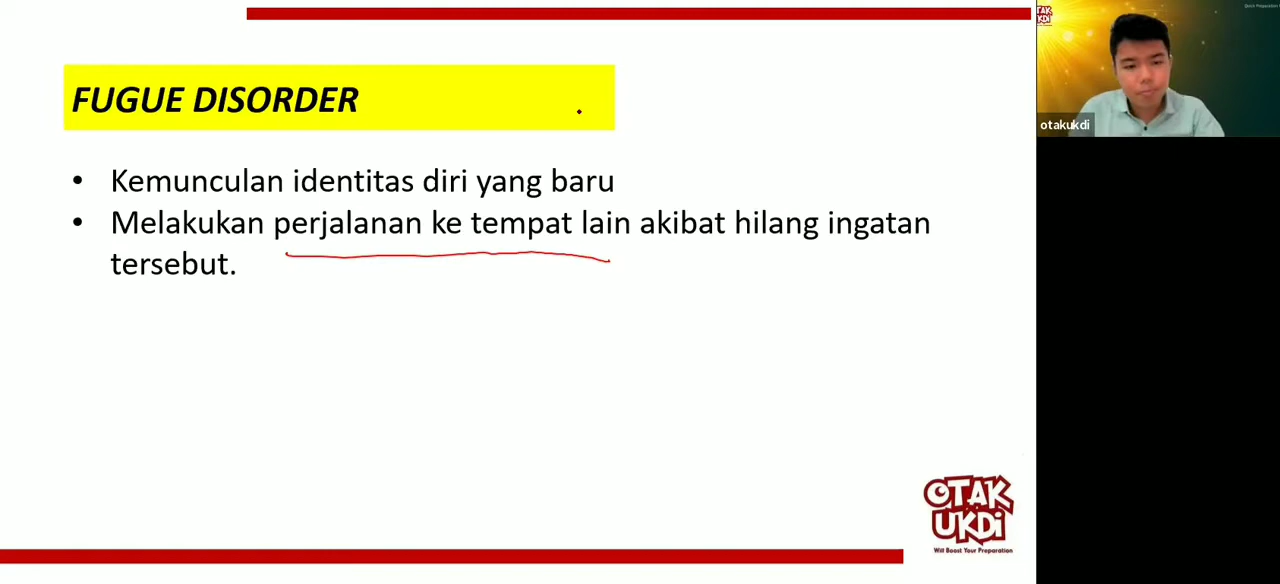 FUGUE DISORDER
• Kemunculan identitas diri yang baru
• Melakukan perjalanan ke tempat lain akibat hilang ingatan
tersebut.
otakukdi
OTAK
UKDi
Will Boost Your Preparation